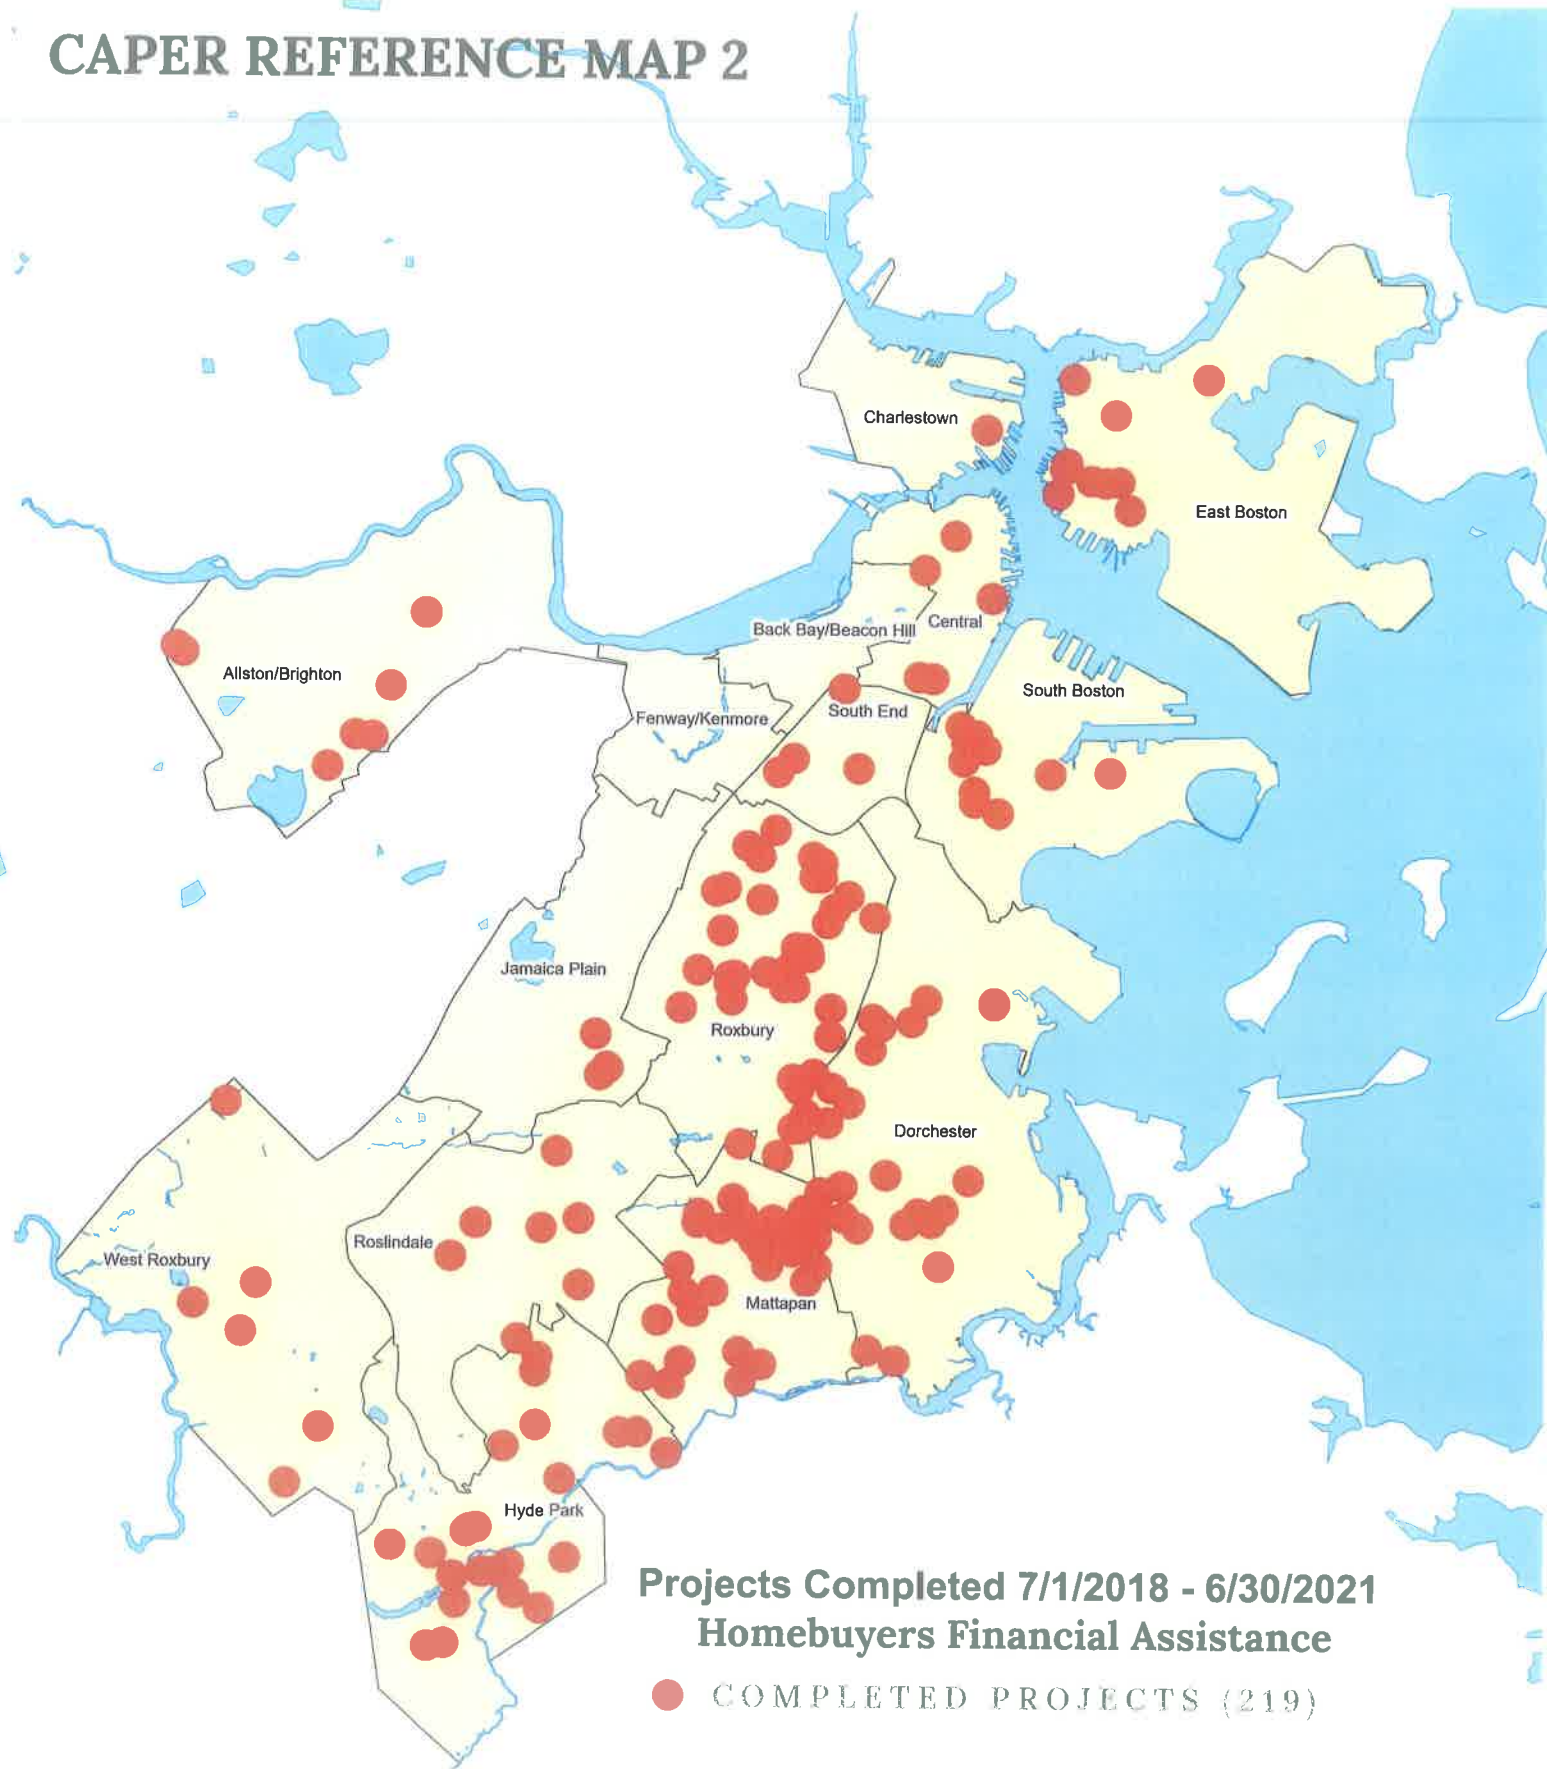 CAPER REFERENCE MAP 2
Charlestown
East Boston
Back Bay/Beacon Hill
Central
Allston/Brighton
South Boston
South End
Fenway/Kenmore
Jamaica Plain
Roxbury
Dorchester
Roslindale
West Roxbury
Mattapan
Hyde Park
Projects Completed 7/1/2018 - 6/30/2021
Homebuyers Financial Assistance
COMPLETED PROJECTS (219)